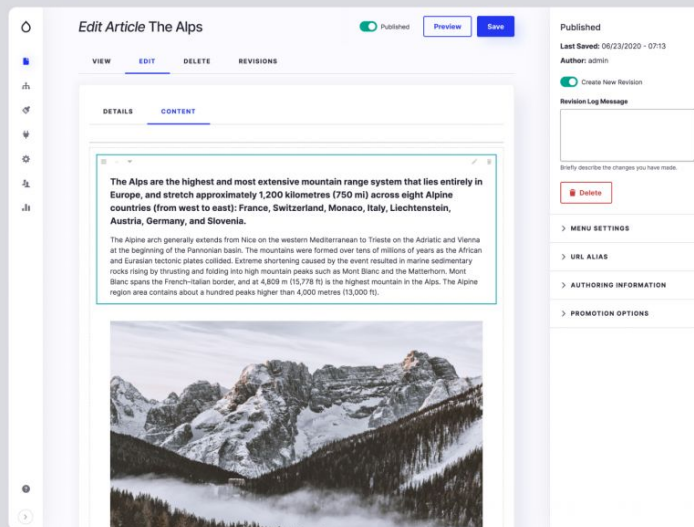 Edit Article The Alps
Published
Preview
Save
VIEW
EDIT
DELETE
REVISIONS
DETAILS
CONTENT
The Alps are the highest and most extensive mountain range system that lies entirely in
Europe, and stretch approximately 1,200 kilometres (750 mi) across eight Alpine
countries (from west to east): France, Switzerland, Monaco, Italy, Liechtenstein,
Austria, Germany, and Slovenia.
The Alpine arch generally extends from Nice on the western Mediterranean to Trieste on the Adriatic and Vienna
at the beginning of the Pannonian basin. The mountains were formed over tens of millions of years as the African
and Eurasian tectonic plates collided. Extreme shortening caused by the event resulted in marine sedimentary
rocks rising by thrusting and folding into high mountain peaks such as Mont Blanc and the Matterhorn. Mont
Blanc spans the French–Italian border, and at 4,809 m (15,778 ft) is the highest mountain in the Alps. The Alpine
region area contains about a hundred peaks higher than 4,000 metres (13,000 ft).
Published
Last Saved: 06/23/2020 - 07:13
Author: admin
Create New Revision
Revision Log Message
Briefly describe the changes you have made.
Delete
MENU SETTINGS
URL ALIAS
AUTHORING INFORMATION
PROMOTION OPTIONS